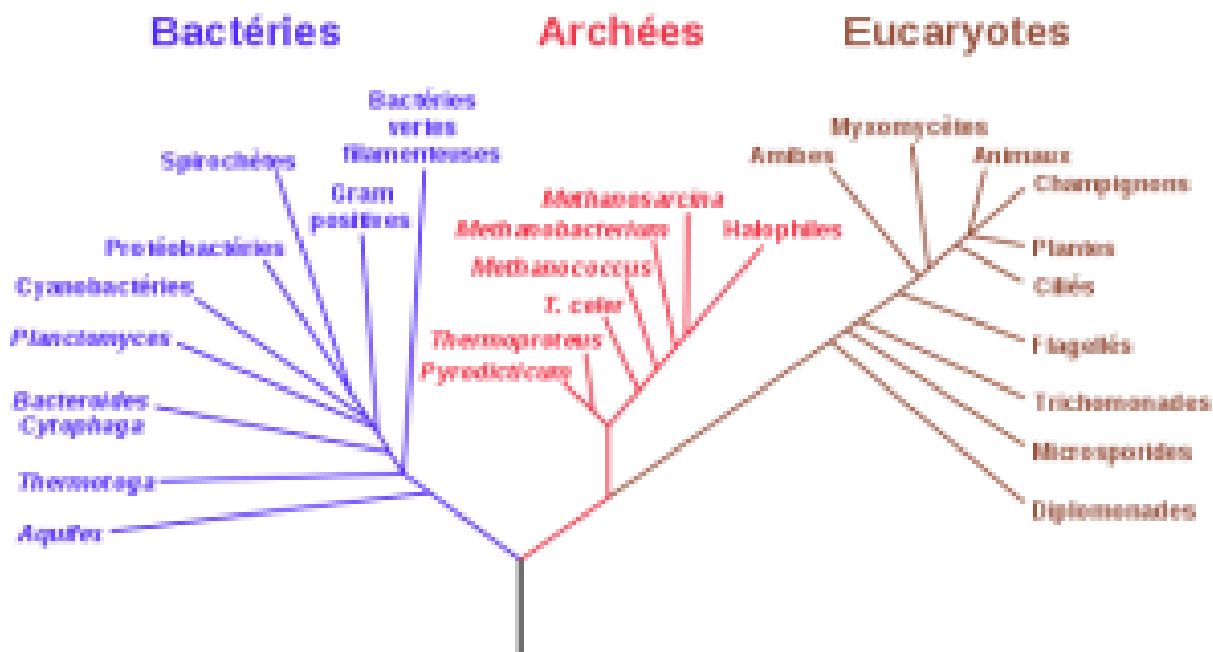 Bactéries
Archées
Eucaryotes
Bactéries
vertes
filamenteuses
Spirochètes
Gram
positives
Protéobactéries
Cyanobactéries
Planctomyces
Bacteroides
Cytophaga
Thermotoga
Aquifex
Methanosarcina
Methanobacterium
Halophiles
Methanococcus
T. celer
Thermoproteus
Pyrodicticum
Myxomycètes
Amibes
Animaux
Champignons
Plantes
Ciliés
Flagellés
Trichomonades
Microsporides
Diplomonades